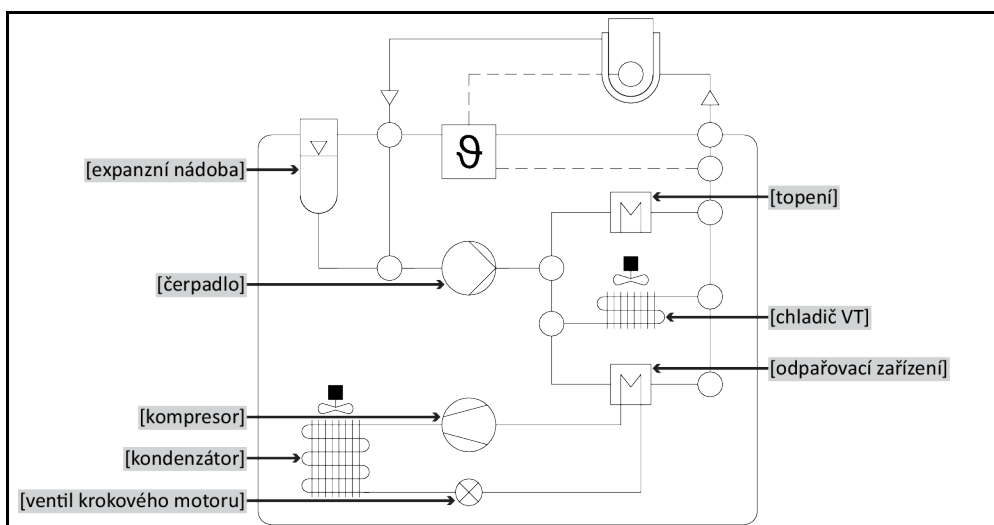 ϑ
[expanzní nádoba]
[topení]
[čerpadlo]
[chladič VT]
[odpařovací zařízení]
[kompresor]
[kondenzátor]
[ventil krokového motoru]